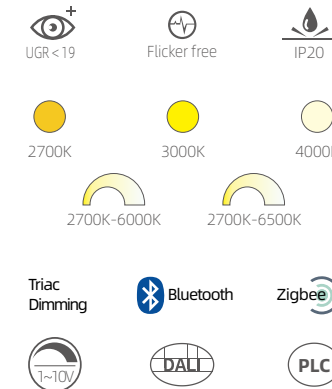 UGR<19 Flicker free IP20
2700K 3000K 4000K
2700K-6000K 2700K-6500K
Triac
Dimming
Bluetooth Zigbee
1~10V DALI PLC